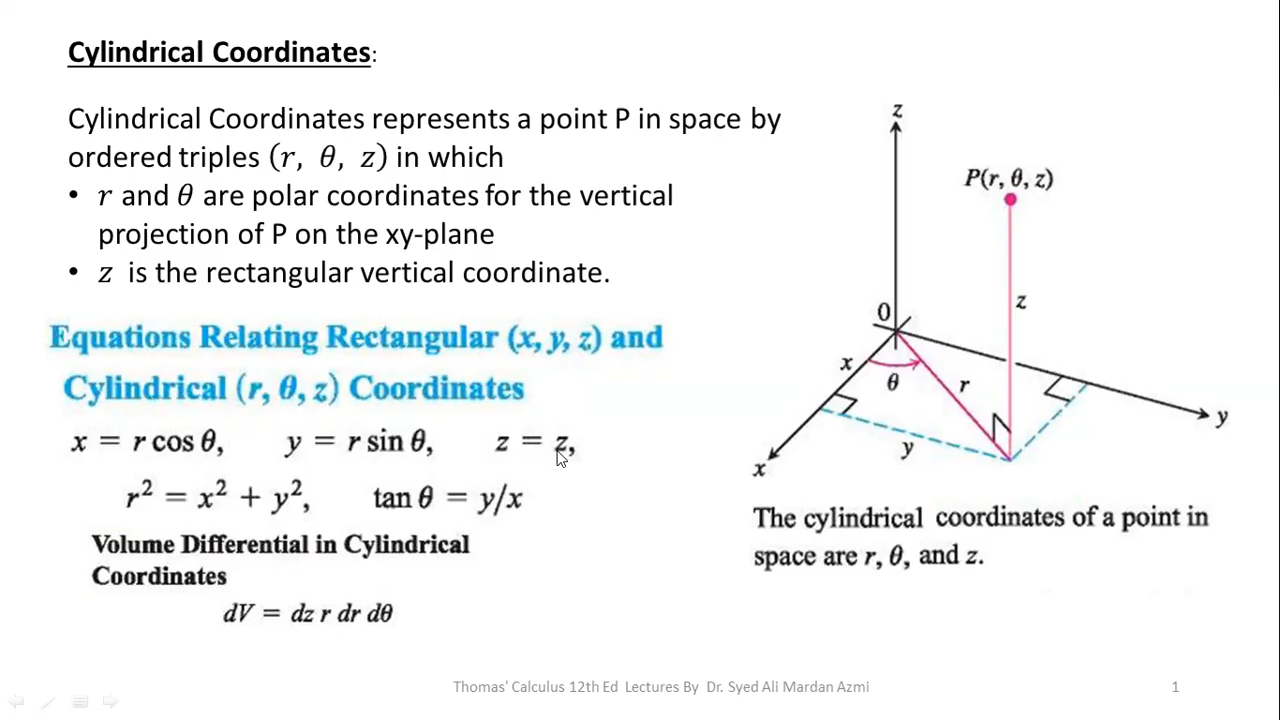 Cylindrical Coordinates:
Cylindrical Coordinates represents a point P in space by
ordered triples (r, θ, z) in which
• r and θ are polar coordinates for the vertical
projection of P on the xy-plane
• z is the rectangular vertical coordinate.
Equations Relating Rectangular (x, y, z) and
Cylindrical (r, θ, z) Coordinates
x = r cos θ, y = r sin θ, z = z,
r² = x² + y², tan θ = y/x
Volume Differential in Cylindrical
Coordinates
dV = dz r dr dθ
z
P(r, θ, z)
z
0
x
θ
r
y
y
x
The cylindrical coordinates of a point in
space are r, θ, and z.
Thomas' Calculus 12th Ed Lectures By Dr. Syed Ali Mardan Azmi
1